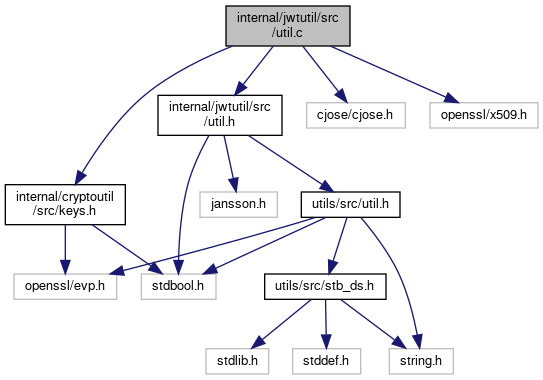 internal/jwtutil/src
/util.c
internal/jwtutil/src
/util.h
cjose/cjose.h
openssl/x509.h
internal/cryptoutil
/src/keys.h
jansson.h
utils/src/util.h
openssl/evp.h
stdbool.h
utils/src/stb_ds.h
stdlib.h
stddef.h
string.h